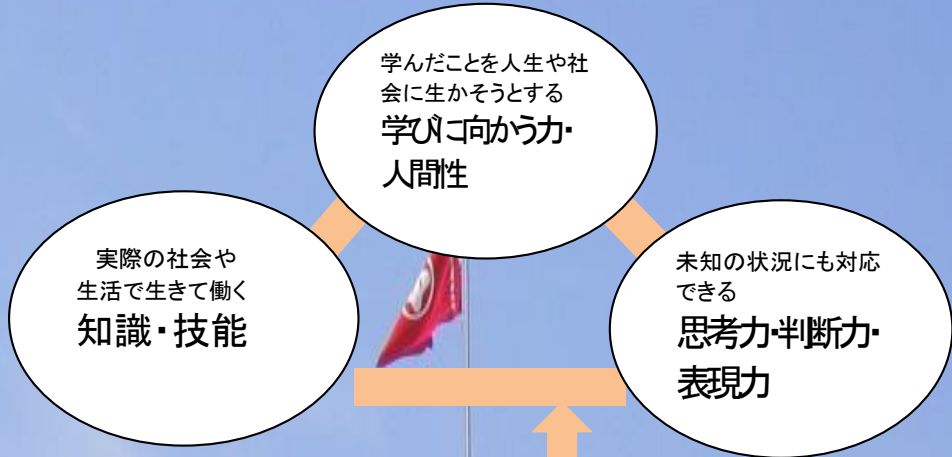 学んだことを人生や社
会に生かそうとする
学びに向かう力・
人間性
実際の社会や
生活で生きて働く
知識・技能
未知の状況にも対応
できる
思考力・判断力・
表現力